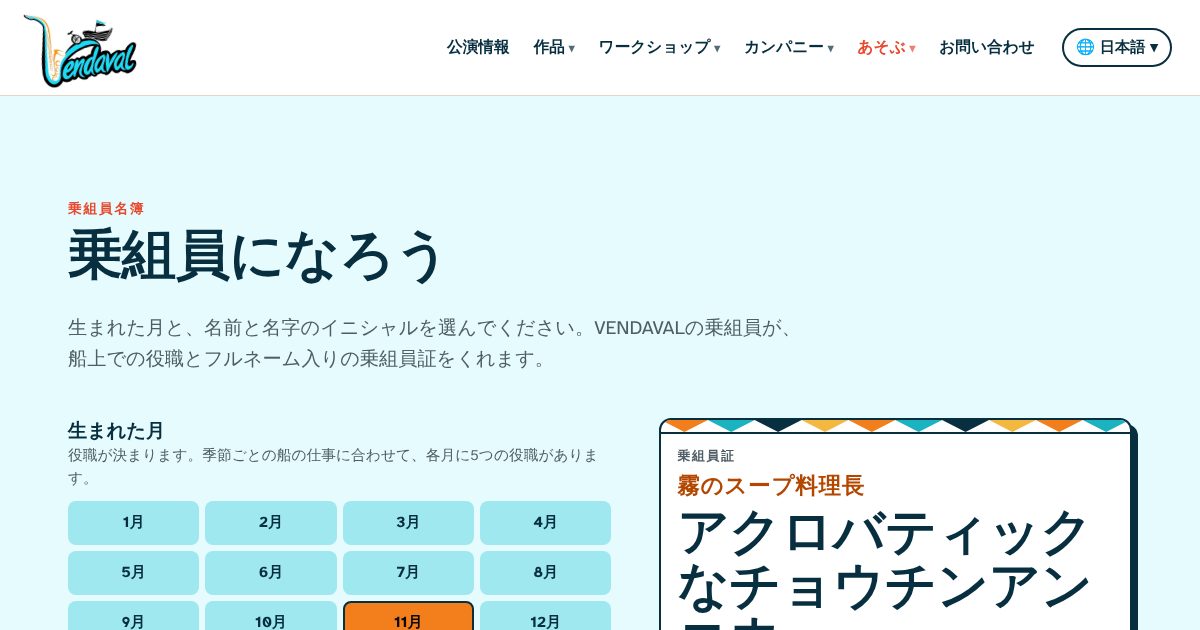 Vendaval
公演情報 作品 ▾ ワークショップ ▾ カンパニー ▾ あそぶ ▾ お問い合わせ 🌐 日本語 ▾
乗組員名簿
乗組員になろう
生まれた月と、名前と名字のイニシャルを選んでください。VENDAVALの乗組員が、
船上での役職とフルネーム入りの乗組員証をくれます。
生まれた月
役職が決まります。季節ごとの船の仕事に合わせて、各月に5つの役職がありま
す。
1月 2月 3月 4月
5月 6月 7月 8月
9月 10月 11月 12月
乗組員証
霧のスープ料理長
アクロバティック
なチョウチンアン